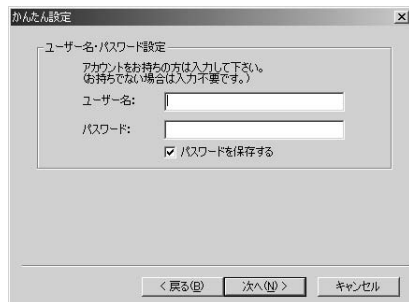 かんたん設定
ユーザー名・パスワード設定
アカウントをお持ちの方は入力して下さい。
(お持ちでない場合は入力不要です。)
ユーザー名:
パスワード:
パスワードを保存する
< 戻る(B)
次へ(N) >
キャンセル